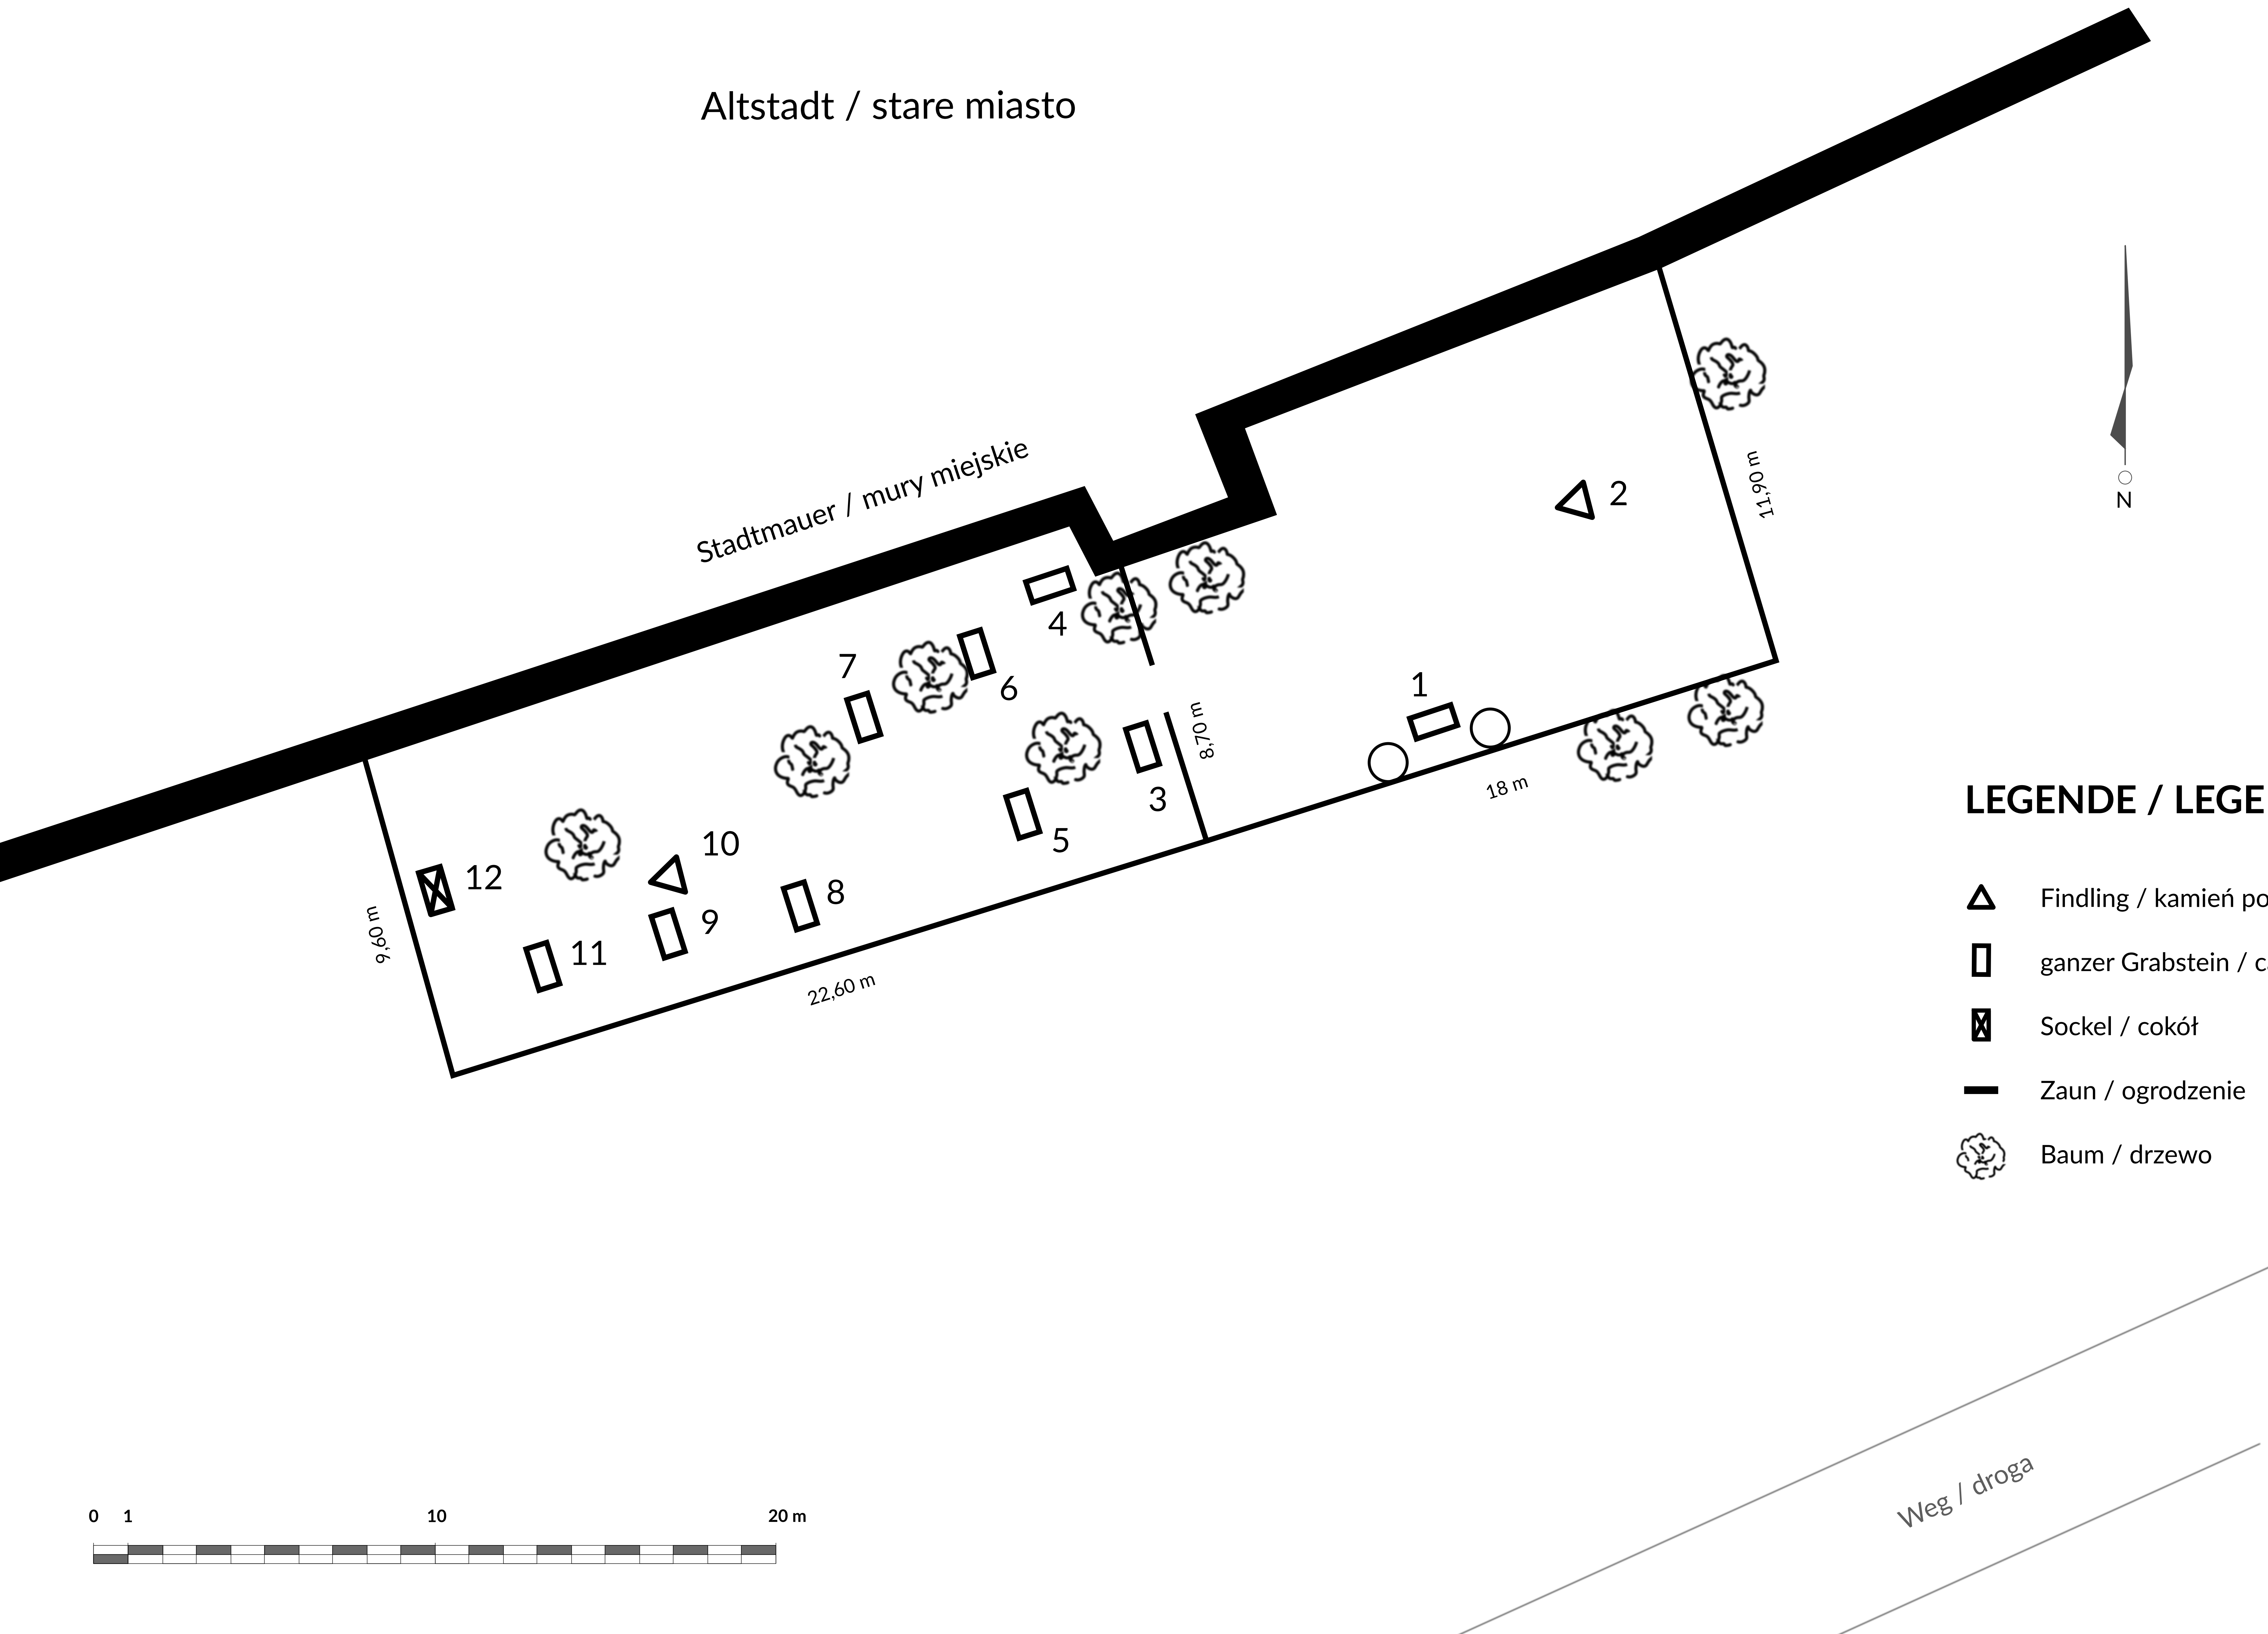 Altstadt / stare miasto
Stadtmauer / mury miejskie
2
11,90 m
N
4
7
6
1
8,70 m
3
18 m
5
10
12
8
9
11
9,60 m
22,60 m
LEGENDE / LEGE
Findling / kamień po
ganzer Grabstein / c
Sockel / cokół
Zaun / ogrodzenie
Baum / drzewo
Weg / droga
0 1 10 20 m